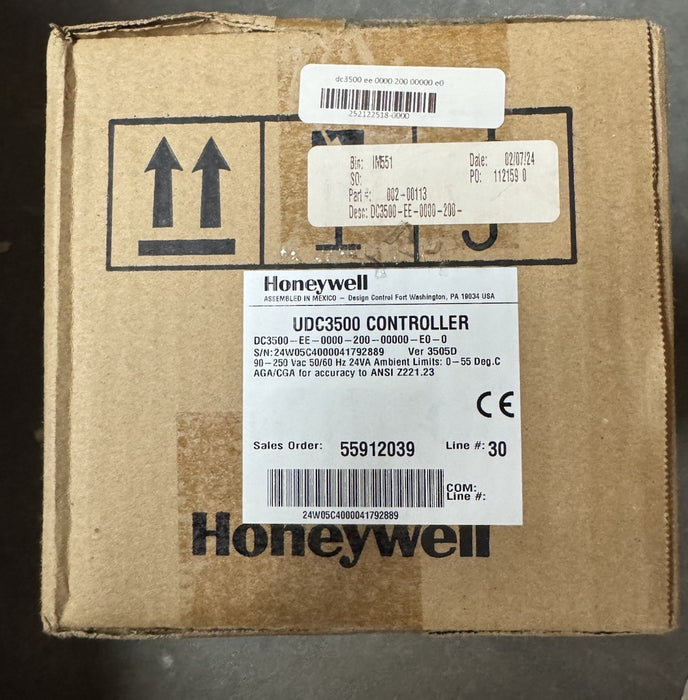 dc3500 ee 0000 200 00000 e0
252122518-0000
Bin: IM551
Date: 02/07/24
SO:
PO: 112159 0
Part #: 002-00113
Desc: DC3500-EE-0000-200-
Honeywell
ASSEMBLED IN MEXICO - Design Control Fort Washington, PA 19034 USA
UDC3500 CONTROLLER
DC3500-EE-0000-200-00000-E0-0
S/N: 24W05C4000041792889 Ver 3505D
90-250 Vac 50/60 Hz 24VA Ambient Limits: 0-55 Deg.C
AGA/CGA for accuracy to ANSI Z221.23
CE
Sales Order: 55912039 Line #: 30
COM:
Line #:
24W05C4000041792889
Honeywell